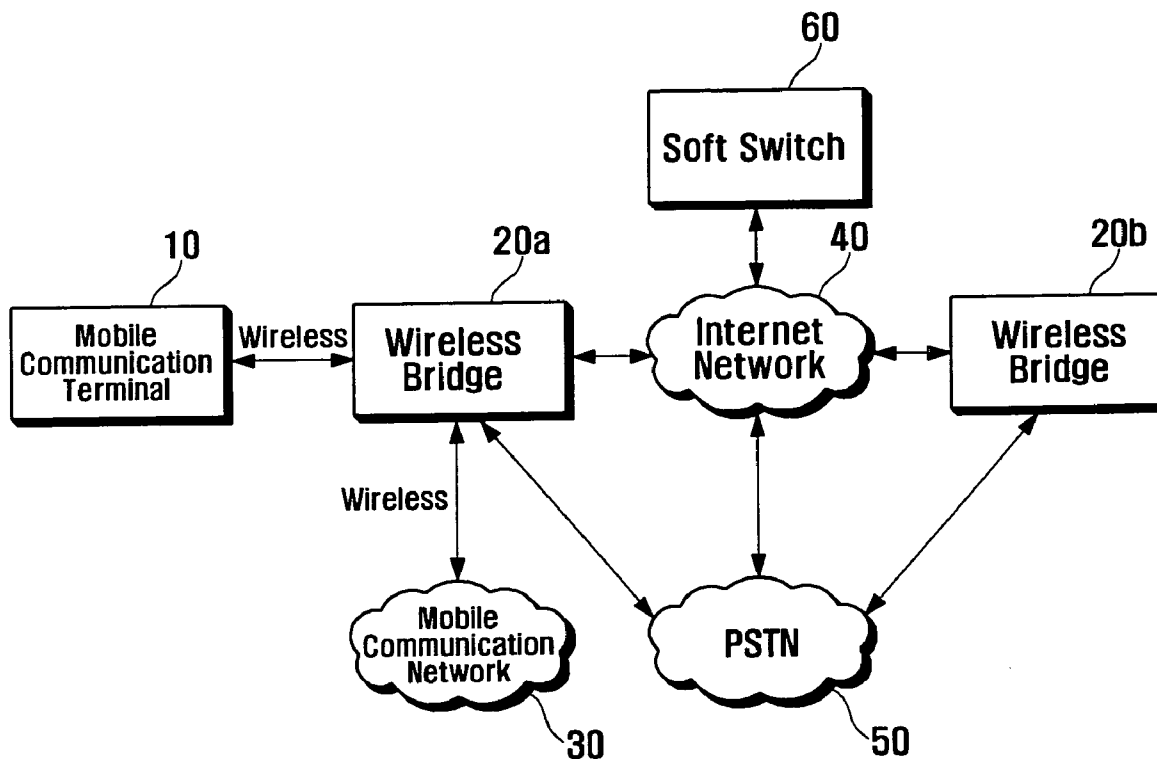 60
Soft Switch
10
20a
40
20b
Mobile
Communication
Terminal
Wireless
Wireless
Bridge
Internet
Network
Wireless
Bridge
Wireless
Mobile
Communication
Network
PSTN
30
50